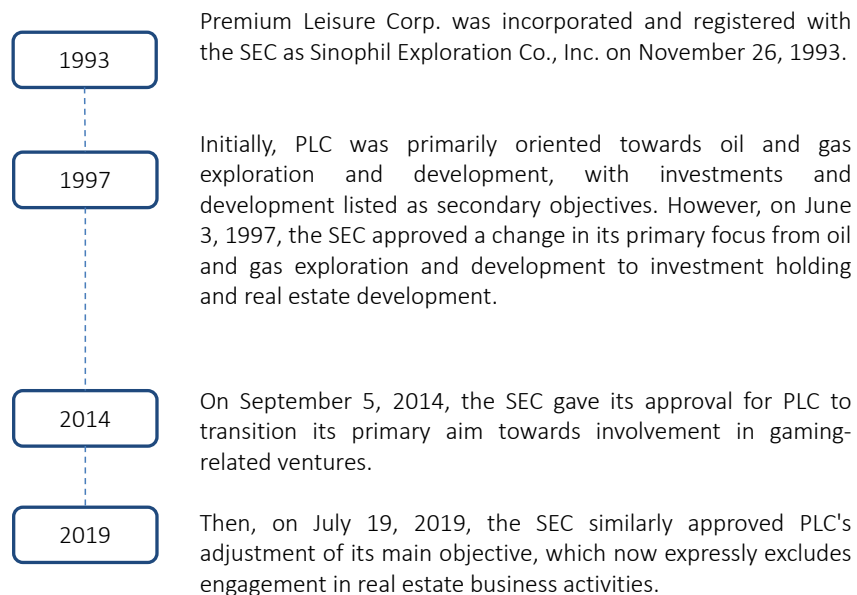 1993
Premium Leisure Corp. was incorporated and registered with
the SEC as Sinophil Exploration Co., Inc. on November 26, 1993.
1997
Initially, PLC was primarily oriented towards oil and gas
exploration and development, with investments and
development listed as secondary objectives. However, on June
3, 1997, the SEC approved a change in its primary focus from oil
and gas exploration and development to investment holding
and real estate development.
2014
On September 5, 2014, the SEC gave its approval for PLC to
transition its primary aim towards involvement in gaming-
related ventures.
2019
Then, on July 19, 2019, the SEC similarly approved PLC's
adjustment of its main objective, which now expressly excludes
engagement in real estate business activities.